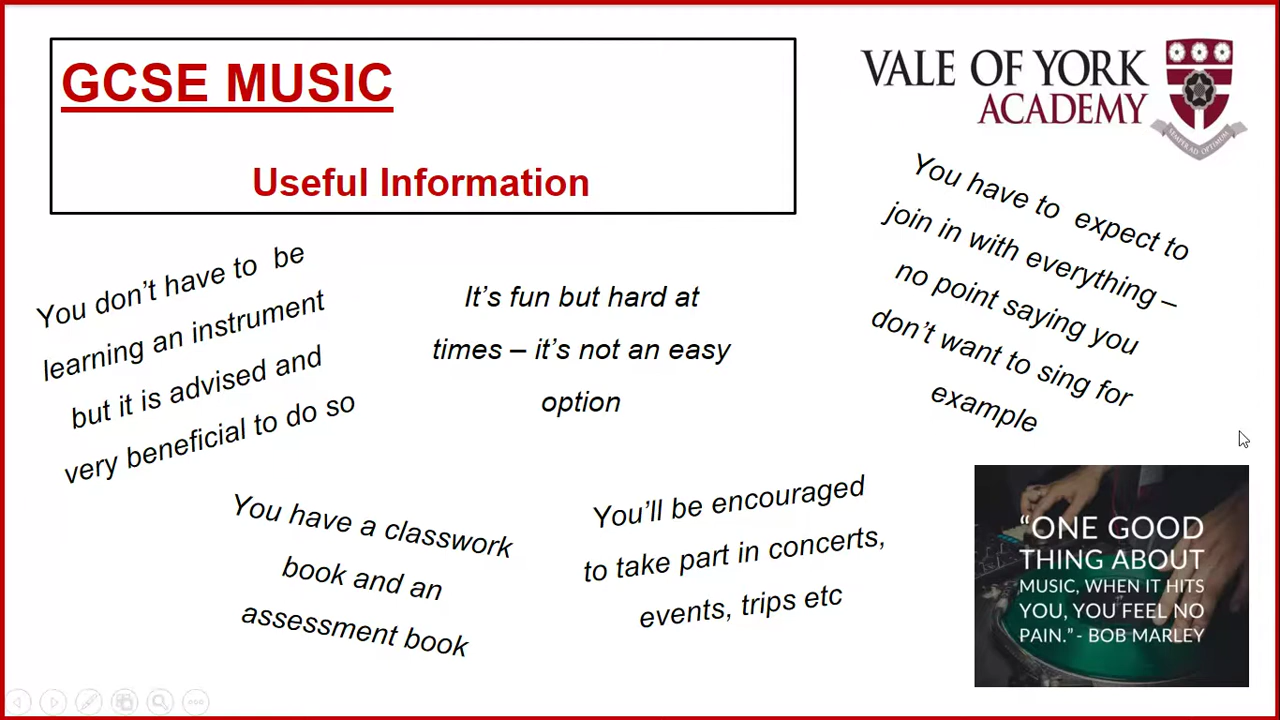 GCSE MUSIC
Useful Information
VALE OF YORK
ACADEMY
SEMPER AD OPTIMUM
You don't have to  be
learning an instrument
but it is advised and
very beneficial to do so
It's fun but hard at
times – it's not an easy
option
You have to  expect to
join in with everything –
no point saying you
don't want to sing for
example
You have a classwork
book and an
assessment book
You'll be encouraged
to take part in concerts,
events, trips etc
“ONE GOOD
THING ABOUT
MUSIC, WHEN IT HITS
YOU, YOU FEEL NO
PAIN.” - BOB MARLEY